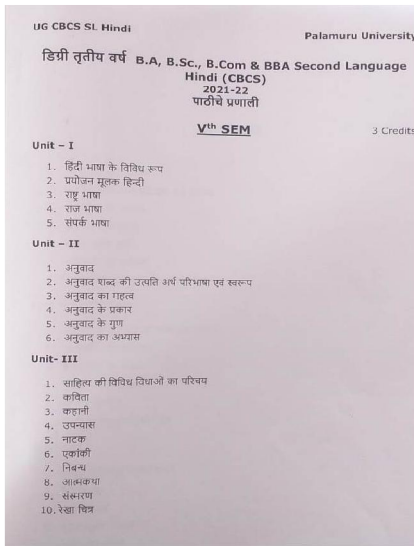 UG CBCS SL Hindi
Palamuru University
डिग्री तृतीय वर्ष B.A, B.Sc., B.Com & BBA Second Language
Hindi (CBCS)
2021-22
पाठीचे प्रणाली
Vth SEM
3 Credits
Unit – I
1. हिंदी भाषा के विविध रूप
2. प्रयोजन मूलक हिन्दी
3. राष्ट्र भाषा
4. राज भाषा
5. संपर्क भाषा
Unit – II
1. अनुवाद
2. अनुवाद शब्द की उत्पति अर्थ परिभाषा एवं स्वरूप
3. अनुवाद का महत्व
4. अनुवाद के प्रकार
5. अनुवाद के गुण
6. अनुवाद का अभ्यास
Unit- III
1. साहित्य की विविध विधाओं का परिचय
2. कविता
3. कहानी
4. उपन्यास
5. नाटक
6. एकांकी
7. निबन्ध
8. आत्मकथा
9. संस्मरण
10. रेखा चित्र